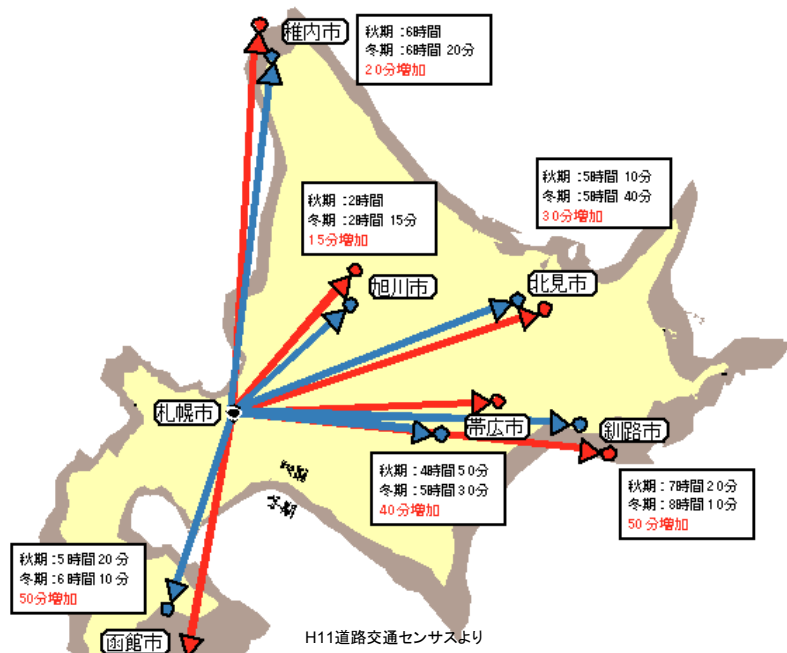 稚内市
秋期：6時間
冬期：6時間 20分
20分増加
秋期：5時間 10分
冬期：5時間 40分
30分増加
秋期：2時間
冬期：2時間 15分
15分増加
旭川市
北見市
札幌市
帯広市
釧路市
秋期
冬期
秋期：4時間50分
冬期：5時間30分
40分増加
秋期：7時間20分
冬期：8時間10分
50分増加
秋期：5時間20分
冬期：6時間10分
50分増加
函館市
H11道路交通センサスより